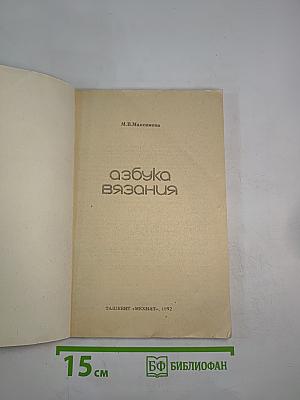 М.В.Максимова
азбука
вязания
ТАШКЕНТ «МЕХНАТ», 1992
15 см
БФ БИБЛИОФАН